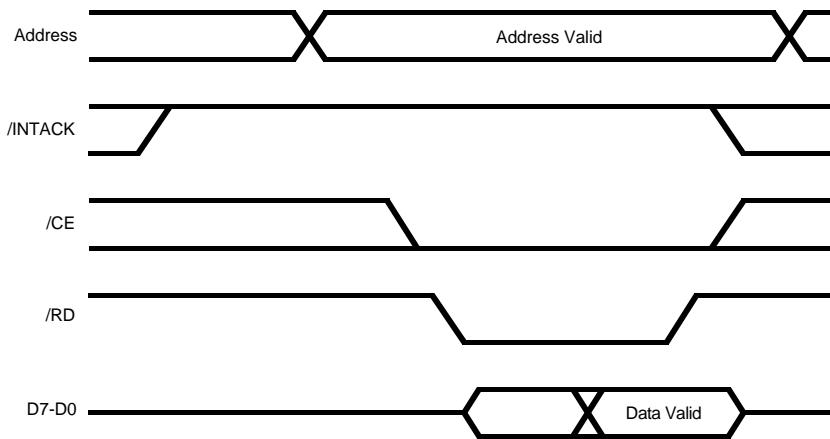 Address
Address Valid
/INTACK
/CE
/RD
D7-D0
Data Valid